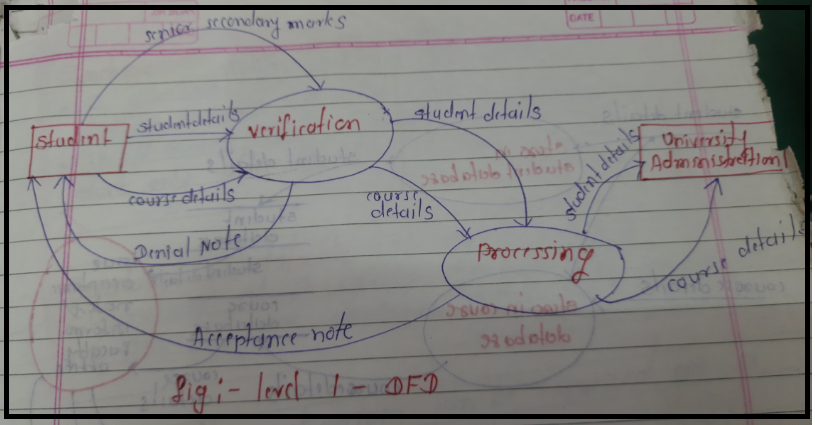 DATE
senior secondary marks
student
student details
verification
student details
University
Administration
student details
course details
course
details
Denial Note
processing
course details
Acceptance note
fig :- level 1 - DFD